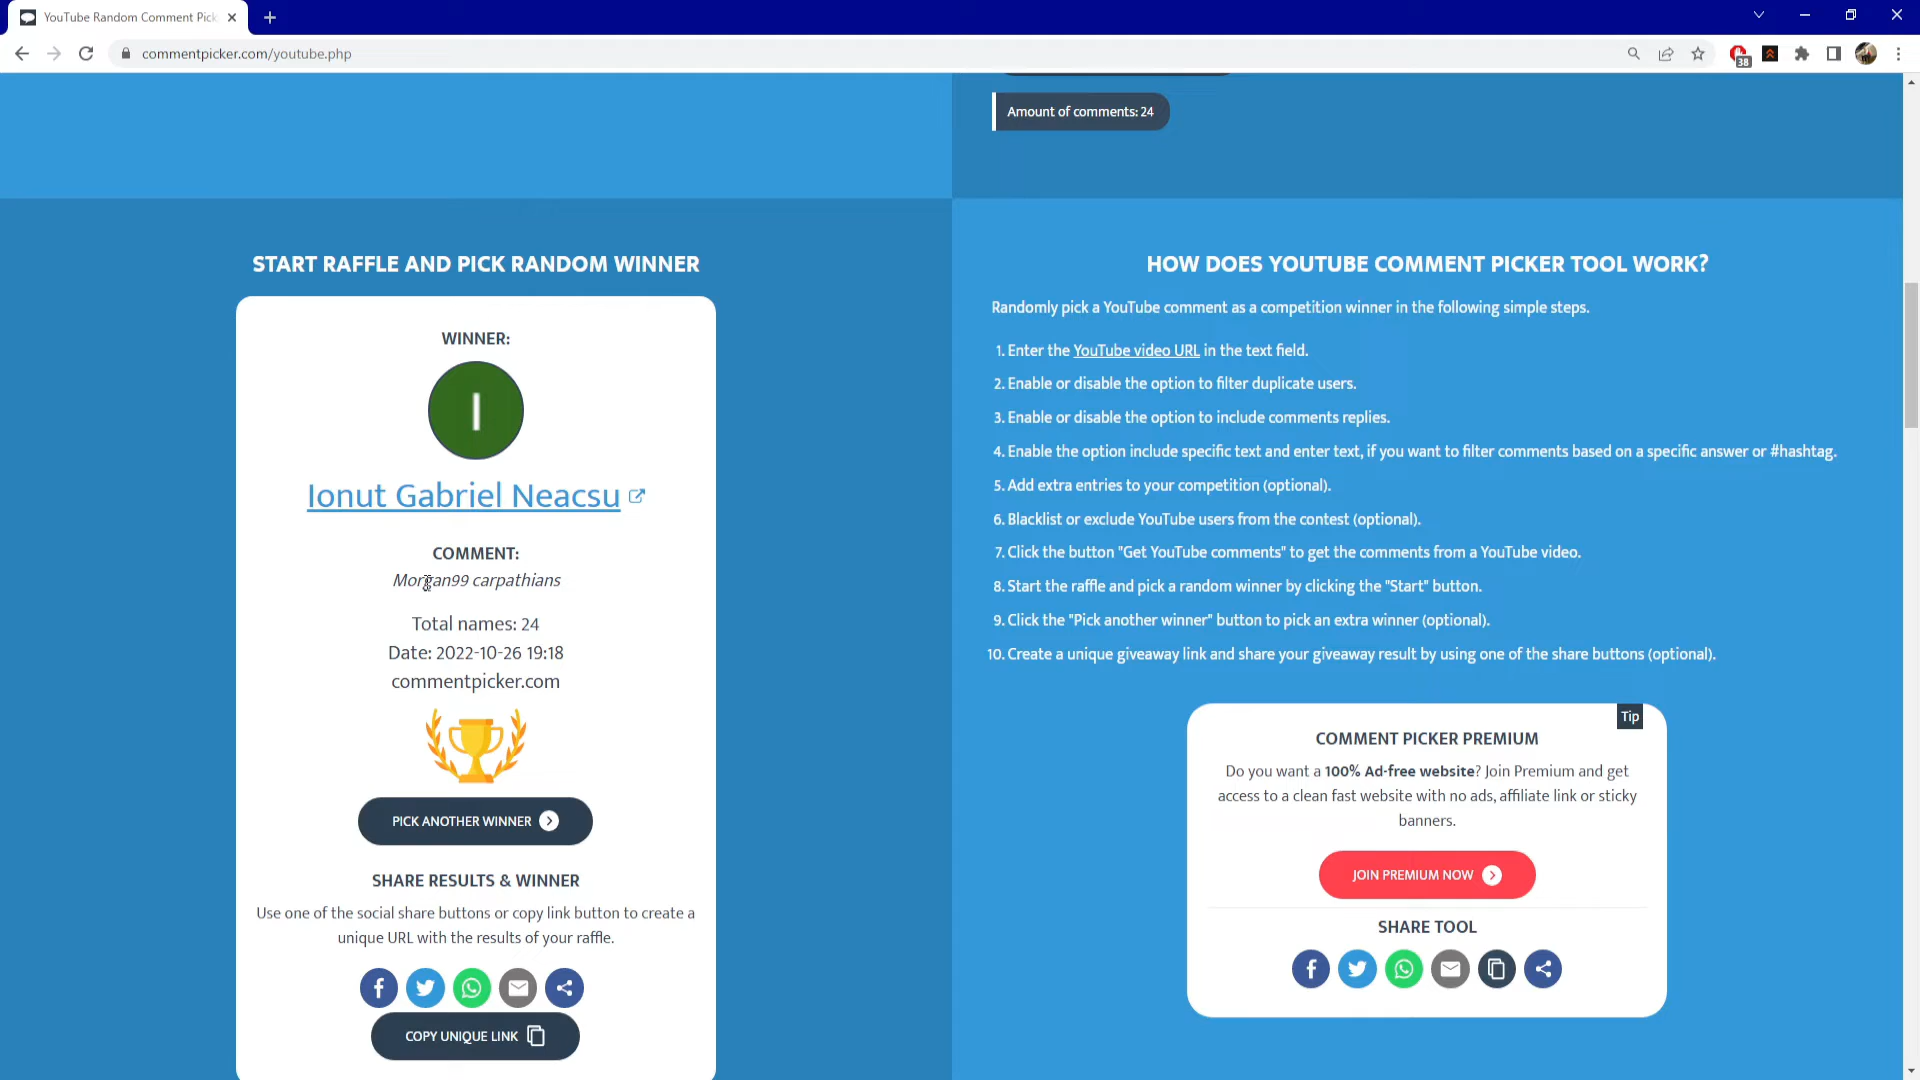 YouTube Random Comment Pick
commentpicker.com/youtube.php
38
Amount of comments: 24
START RAFFLE AND PICK RANDOM WINNER
WINNER:
I
Ionut Gabriel Neacsu
COMMENT:
Morgan99 carpathians
Total names: 24
Date: 2022-10-26 19:18
commentpicker.com
PICK ANOTHER WINNER
SHARE RESULTS & WINNER
Use one of the social share buttons or copy link button to create a
unique URL with the results of your raffle.
COPY UNIQUE LINK
HOW DOES YOUTUBE COMMENT PICKER TOOL WORK?
Randomly pick a YouTube comment as a competition winner in the following simple steps.
1. Enter the YouTube video URL in the text field.
2. Enable or disable the option to filter duplicate users.
3. Enable or disable the option to include comments replies.
4. Enable the option include specific text and enter text, if you want to filter comments based on a specific answer or #hashtag.
5. Add extra entries to your competition (optional).
6. Blacklist or exclude YouTube users from the contest (optional).
7. Click the button "Get YouTube comments" to get the comments from a YouTube video.
8. Start the raffle and pick a random winner by clicking the "Start" button.
9. Click the "Pick another winner" button to pick an extra winner (optional).
10. Create a unique giveaway link and share your giveaway result by using one of the share buttons (optional).
Tip
COMMENT PICKER PREMIUM
Do you want a 100% Ad-free website? Join Premium and get
access to a clean fast website with no ads, affiliate link or sticky
banners.
JOIN PREMIUM NOW
SHARE TOOL